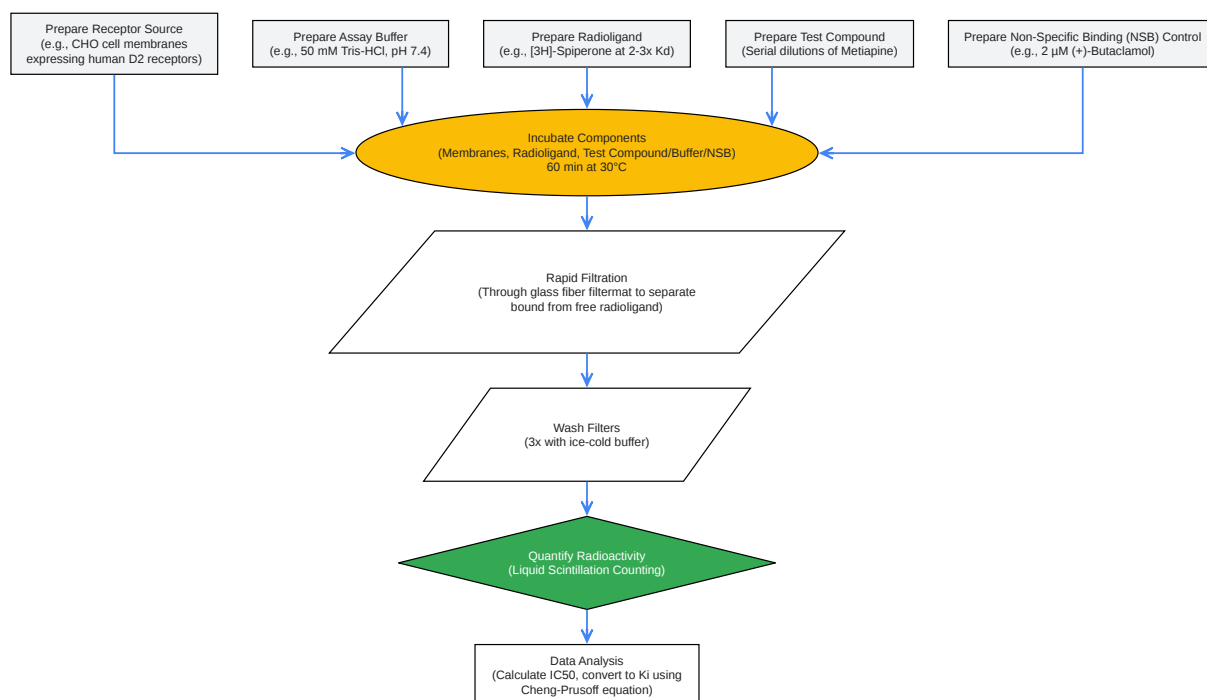 Prepare Receptor Source
(e.g., CHO cell membranes
expressing human D2 receptors)
Prepare Assay Buffer
(e.g., 50 mM Tris-HCl, pH 7.4)
Prepare Radioligand
(e.g., [3H]-Spiperone at 2-3x Kd)
Prepare Test Compound
(Serial dilutions of Metiapine)
Prepare Non-Specific Binding (NSB) Control
(e.g., 2 µM (+)-Butaclamol)
Incubate Components
(Membranes, Radioligand, Test Compound/Buffer/NSB)
60 min at 30°C
Rapid Filtration
(Through glass fiber filtermat to separate
bound from free radioligand)
Wash Filters
(3x with ice-cold buffer)
Quantify Radioactivity
(Liquid Scintillation Counting)
Data Analysis
(Calculate IC50, convert to Ki using
Cheng-Prusoff equation)